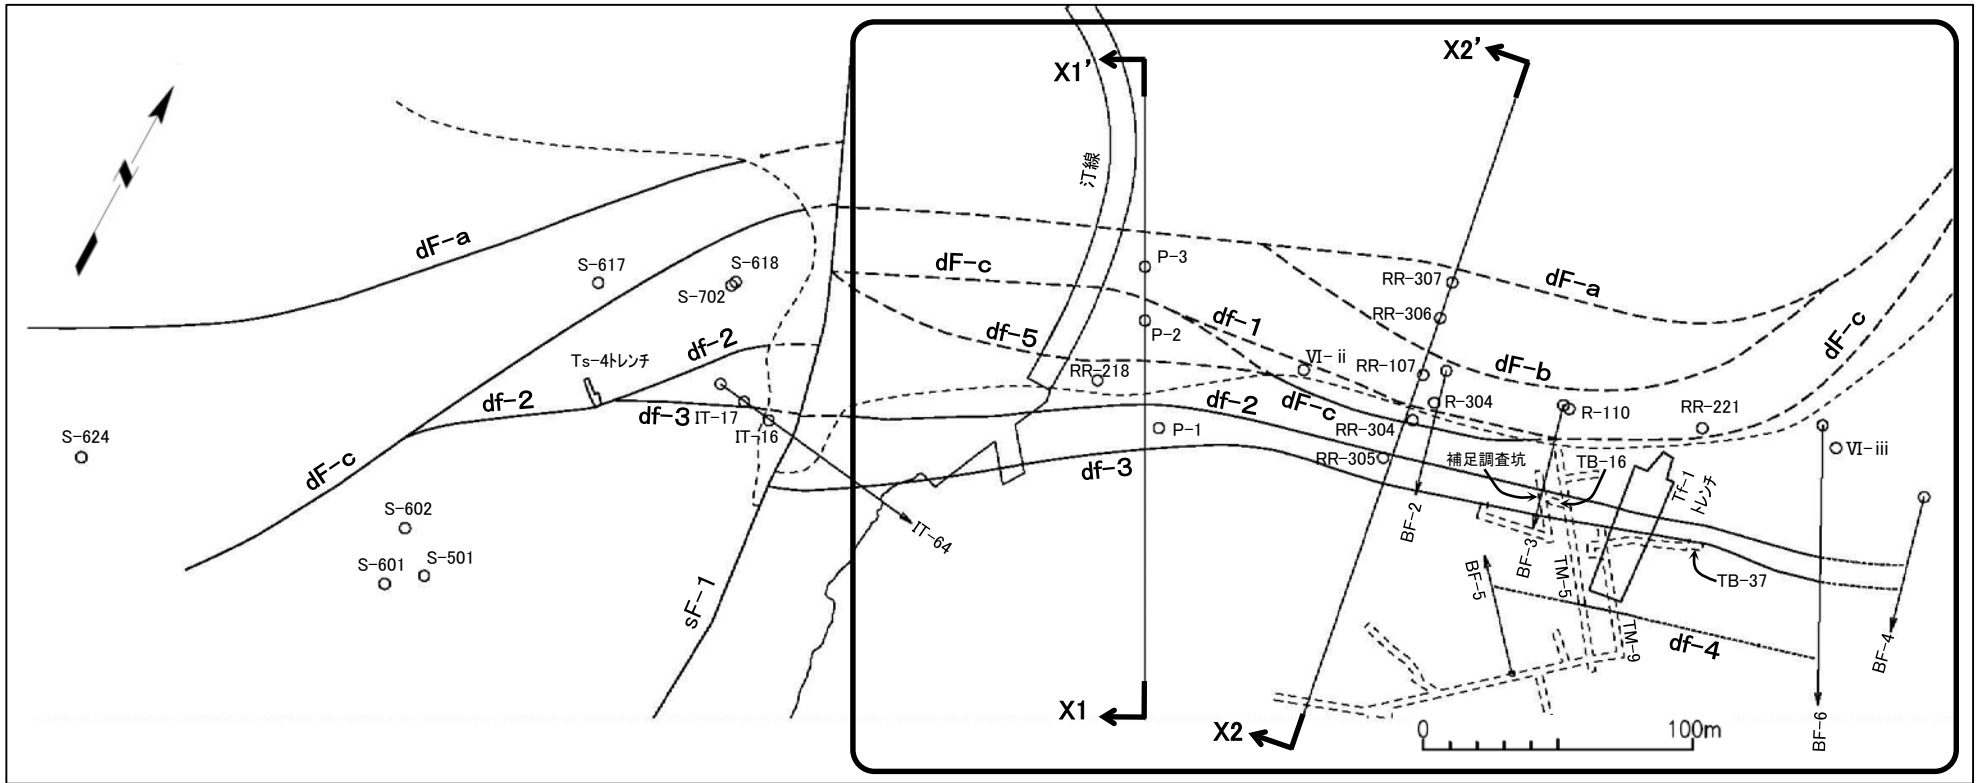 X1’
X2’
汀線
dF-a
S-617
S-618
S-702
dF-c
P-3
P-2
df-1
RR-307
dF-a
RR-306
df-5
df-2
Ts-4トレンチ
RR-218
Ⅵ-ⅱ
RR-107
dF-b
dF-c
df-2
df-3
IT-17
IT-16
df-2
dF-c
R-304
RR-304
R-110
RR-221
S-624
P-1
df-3
RR-305
補足調査坑
TB-16
Tf-1
トレンチ
Ⅵ-ⅲ
dF-c
S-602
S-601
S-501
IT-64
BF-2
BF-3
BF-5
TM-5
TB-37
sF-1
TM-9
df-4
BF-4
BF-6
X1
X2
0
100m